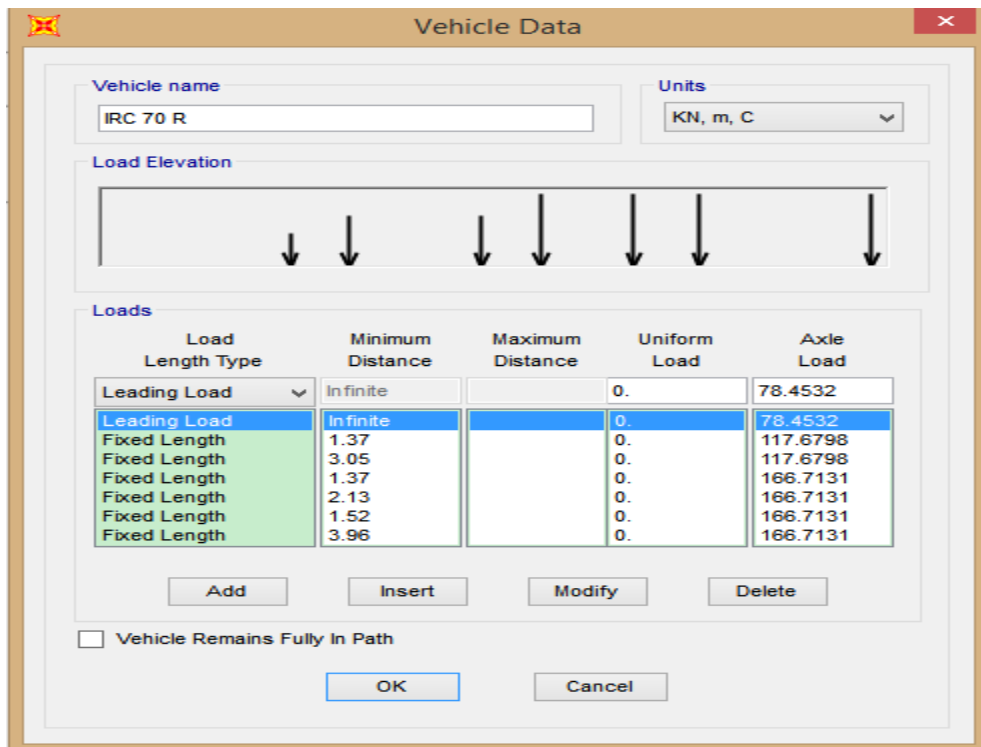 Vehicle Data
Vehicle name
Units
IRC 70 R
KN, m, C
Load Elevation
Loads
Load Minimum Maximum Uniform Axle
Length Type Distance Distance Load Load
Leading Load Infinite 0. 78.4532
Leading Load Infinite 0. 78.4532
Fixed Length 1.37 0. 117.6798
Fixed Length 3.05 0. 117.6798
Fixed Length 1.37 0. 166.7131
Fixed Length 2.13 0. 166.7131
Fixed Length 1.52 0. 166.7131
Fixed Length 3.96 0. 166.7131
Add Insert Modify Delete
Vehicle Remains Fully In Path
OK Cancel